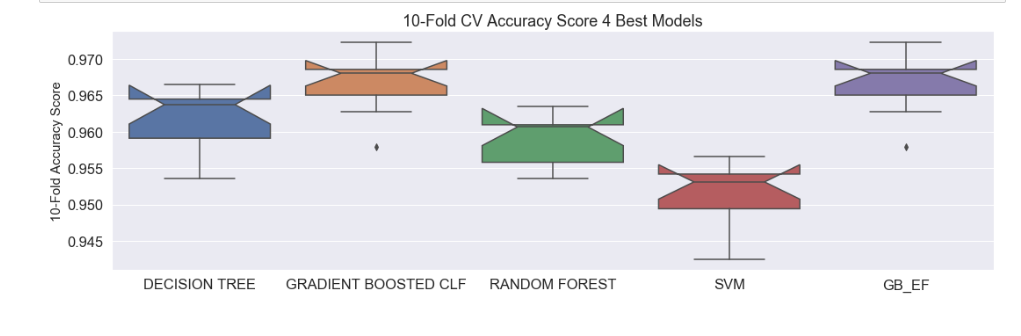 10-Fold CV Accuracy Score 4 Best Models
10-Fold Accuracy Score
0.970
0.965
0.960
0.955
0.950
0.945
DECISION TREE
GRADIENT BOOSTED CLF
RANDOM FOREST
SVM
GB_EF